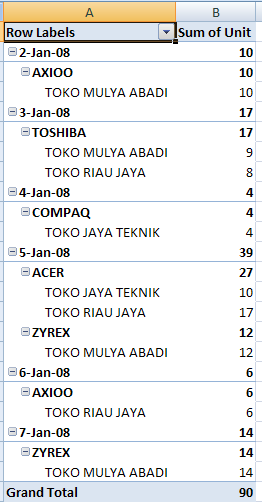 A B
Row Labels Sum of Unit
2-Jan-08 10
AXIOO 10
TOKO MULYA ABADI 10
3-Jan-08 17
TOSHIBA 17
TOKO MULYA ABADI 9
TOKO RIAU JAYA 8
4-Jan-08 4
COMPAQ 4
TOKO JAYA TEKNIK 4
5-Jan-08 39
ACER 27
TOKO JAYA TEKNIK 10
TOKO RIAU JAYA 17
ZYREX 12
TOKO MULYA ABADI 12
6-Jan-08 6
AXIOO 6
TOKO RIAU JAYA 6
7-Jan-08 14
ZYREX 14
TOKO MULYA ABADI 14
Grand Total 90